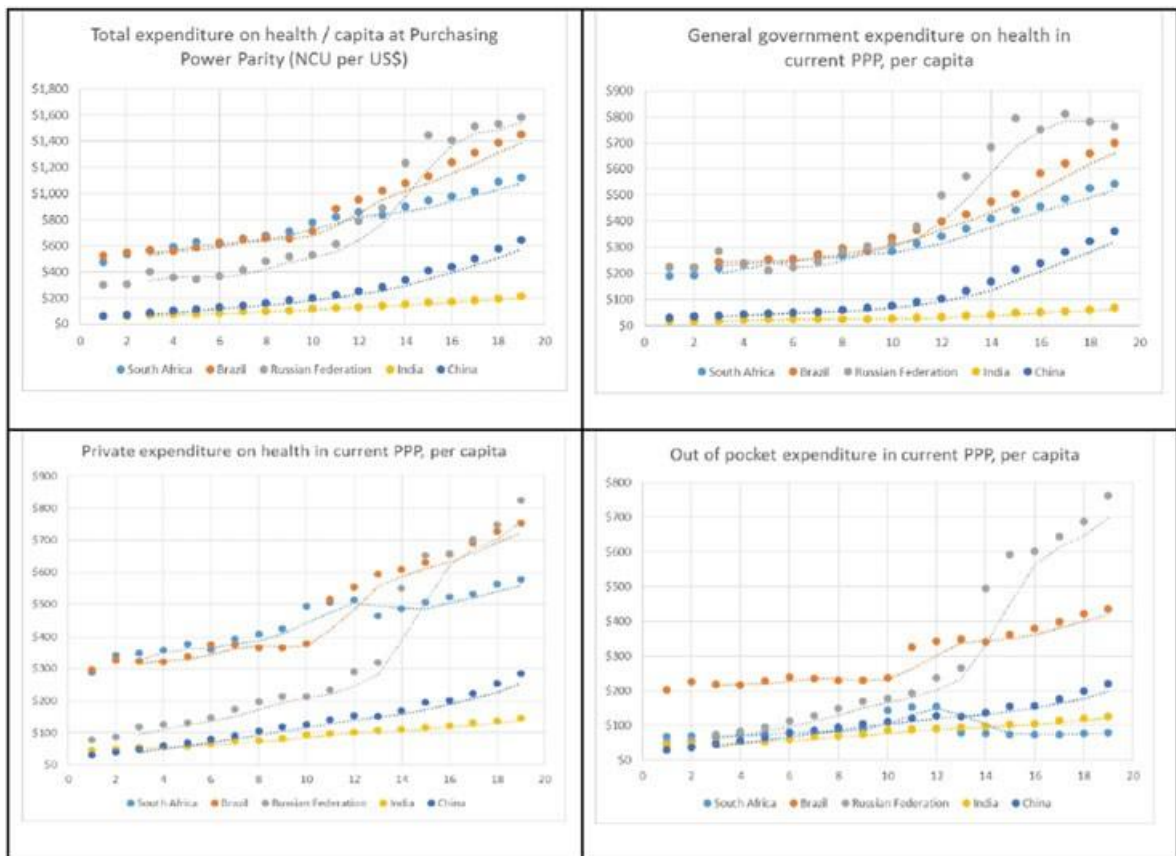 Total expenditure on health / capita at Purchasing
Power Parity (NCU per US$)
$1,800
$1,600
$1,400
$1,200
$1,000
$800
$600
$400
$200
$0
0 2 4 6 8 10 12 14 16 18 20
South Africa Brazil Russian Federation India China
General government expenditure on health in
current PPP, per capita
$900
$800
$700
$600
$500
$400
$300
$200
$100
$0
0 2 4 6 8 10 12 14 16 18 20
South Africa Brazil Russian Federation India China
Private expenditure on health in current PPP, per capita
$900
$800
$700
$600
$500
$400
$300
$200
$100
$0
0 2 4 6 8 10 12 14 16 18 20
South Africa Brazil Russian Federation India China
Out of pocket expenditure in current PPP, per capita
$800
$700
$600
$500
$400
$300
$200
$100
$0
0 2 4 6 8 10 12 14 16 18 20
South Africa Brazil Russian Federation India China